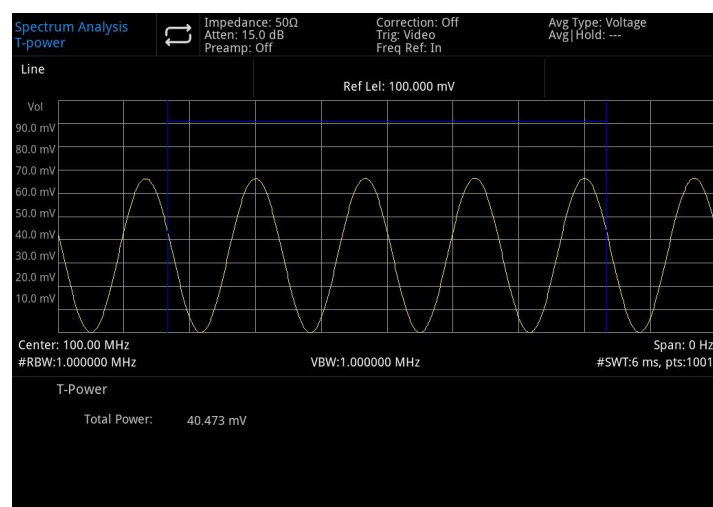 Spectrum Analysis
T-power
Impedance: 50Ω
Atten: 15.0 dB
Preamp: Off
Correction: Off
Trig: Video
Freq Ref: In
Avg Type: Voltage
Avg|Hold: ---
Line
Ref Lel: 100.000 mV
Vol
90.0 mV
80.0 mV
70.0 mV
60.0 mV
50.0 mV
40.0 mV
30.0 mV
20.0 mV
10.0 mV
Center: 100.00 MHz
Span: 0 Hz
#RBW:1.000000 MHz
VBW:1.000000 MHz
#SWT:6 ms, pts:1001
T-Power
Total Power: 40.473 mV